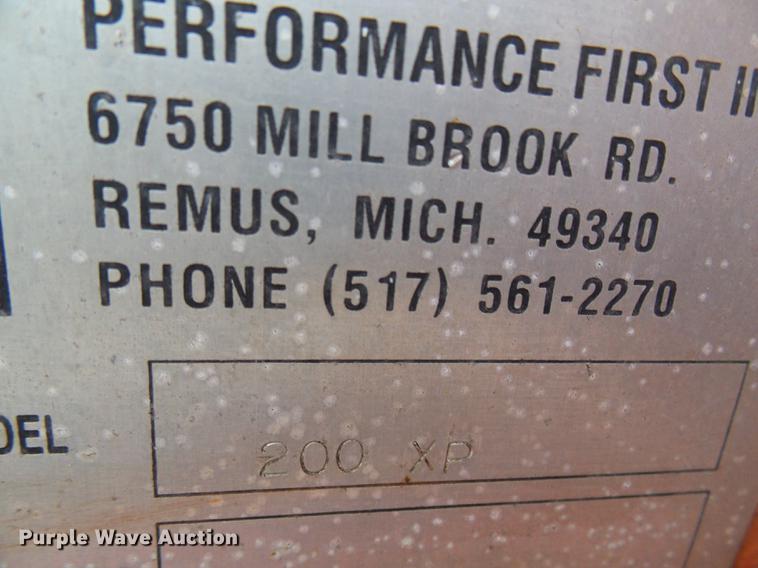 PERFORMANCE FIRST
6750 MILL BROOK RD.
REMUS, MICH. 49340
PHONE (517) 561-2270
DEL
200 XP
Purple Wave Auction